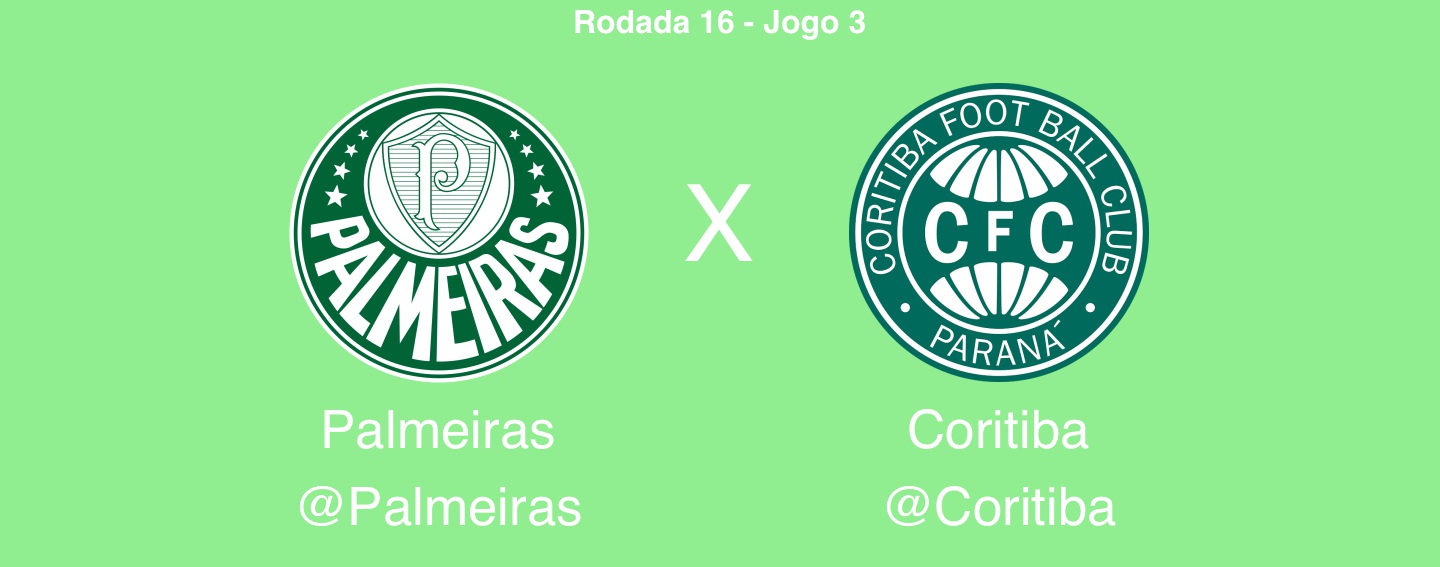 Rodada 16 - Jogo 3
P
PALMEIRAS
X
CORITIBA FOOT BALL CLUB
CFC
PARANÁ
Palmeiras
Coritiba
@Palmeiras
@Coritiba